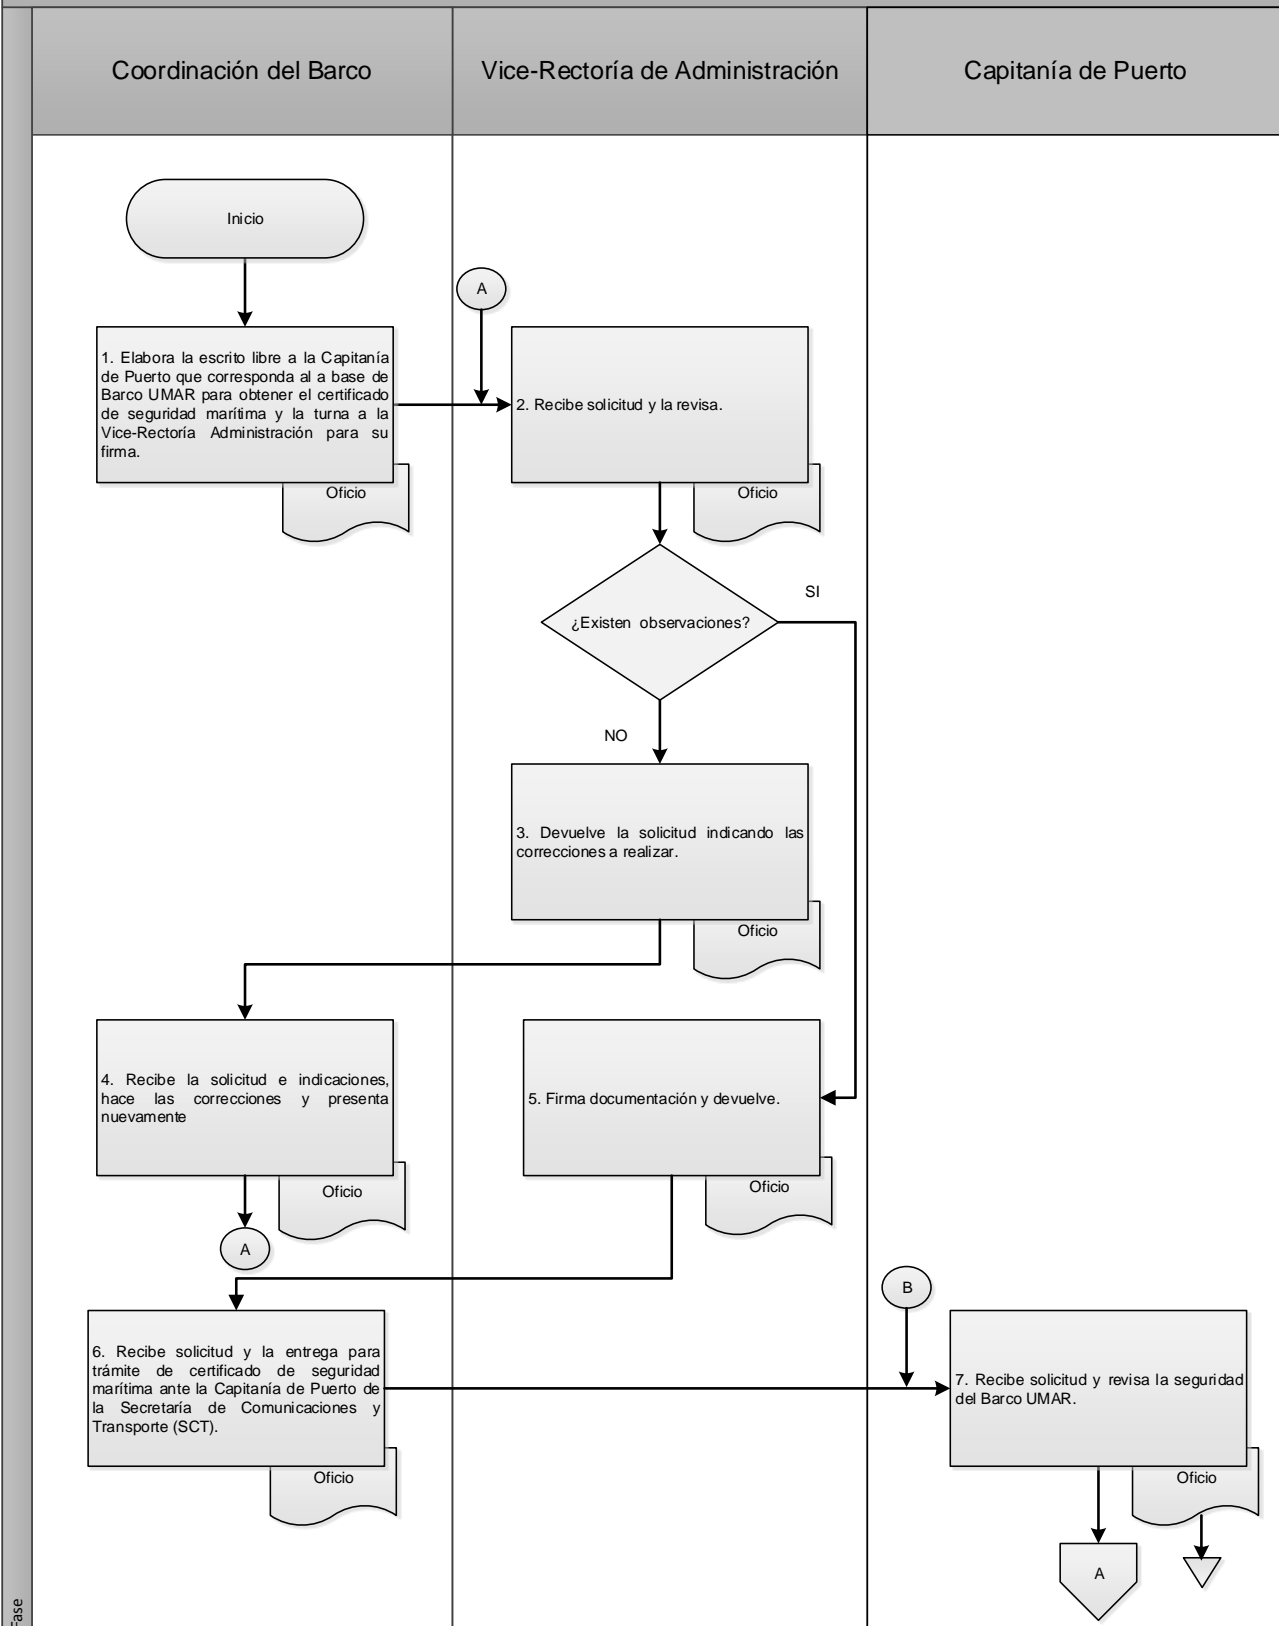 Coordinación del Barco
Vice-Rectoría de Administración
Capitanía de Puerto
Inicio
A
1. Elabora la escrito libre a la Capitanía
de Puerto que corresponda al a base de
Barco UMAR para obtener el certificado
de seguridad marítima y la turna a la
Vice-Rectoría Administración para su
firma.
Oficio
2. Recibe solicitud y la revisa.
Oficio
¿Existen observaciones?
SI
NO
3. Devuelve la solicitud indicando las
correcciones a realizar.
Oficio
4. Recibe la solicitud e indicaciones,
hace las correcciones y presenta
nuevamente
Oficio
A
5. Firma documentación y devuelve.
Oficio
6. Recibe solicitud y la entrega para
trámite de certificado de seguridad
marítima ante la Capitanía de Puerto de
la Secretaría de Comunicaciones y
Transporte (SCT).
Oficio
B
7. Recibe solicitud y revisa la seguridad
del Barco UMAR.
Oficio
A
Fase